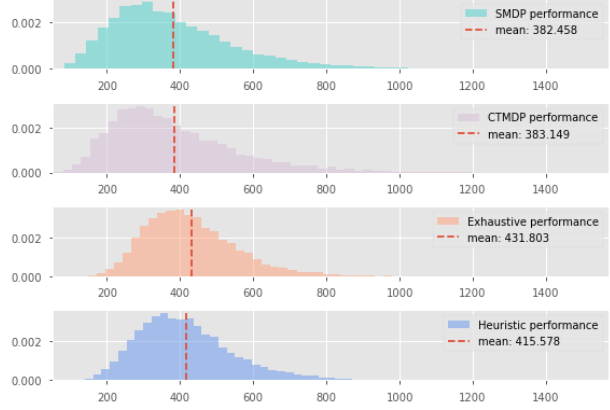 SMDP performance
mean: 382.458
0.002
0.000
200 400 600 800 1000 1200 1400
CTMDP performance
mean: 383.149
0.002
0.000
200 400 600 800 1000 1200 1400
Exhaustive performance
mean: 431.803
0.002
0.000
200 400 600 800 1000 1200 1400
Heuristic performance
mean: 415.578
0.002
0.000
200 400 600 800 1000 1200 1400